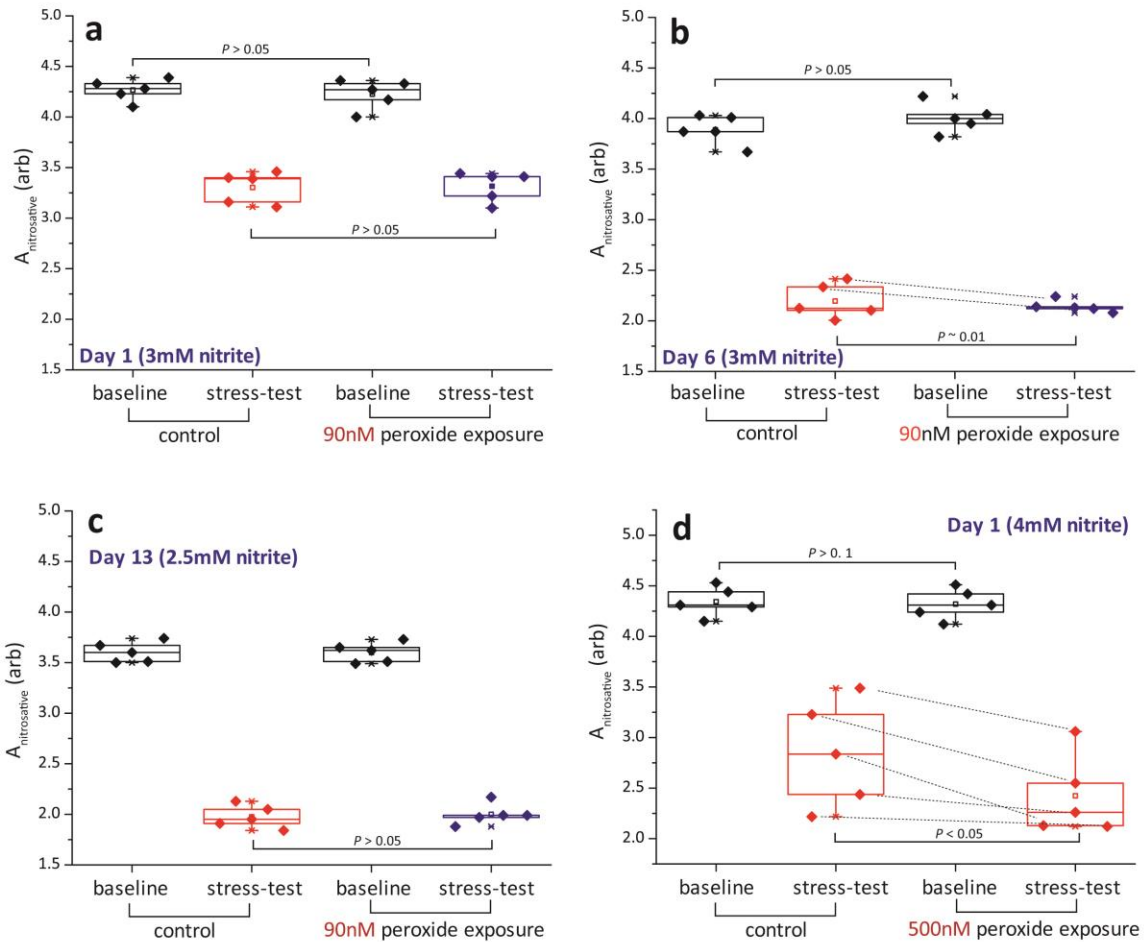 a
5.0
4.5
4.0
3.5
3.0
2.5
2.0
1.5
A nitrosative (arb)
P > 0.05
P > 0.05
Day 1 (3mM nitrite)
baseline stress-test baseline stress-test
control 90nM peroxide exposure
b
5.0
4.5
4.0
3.5
3.0
2.5
2.0
1.5
A nitrosative (arb)
P > 0.05
P ~ 0.01
Day 6 (3mM nitrite)
baseline stress-test baseline stress-test
control 90nM peroxide exposure
c
5.0
4.5
4.0
3.5
3.0
2.5
2.0
1.5
A nitrosative (arb)
Day 13 (2.5mM nitrite)
P > 0.05
baseline stress-test baseline stress-test
control 90nM peroxide exposure
d
5.0
4.5
4.0
3.5
3.0
2.5
2.0
A nitrosative (arb)
Day 1 (4mM nitrite)
P > 0. 1
P < 0.05
baseline stress-test baseline stress-test
control 500nM peroxide exposure